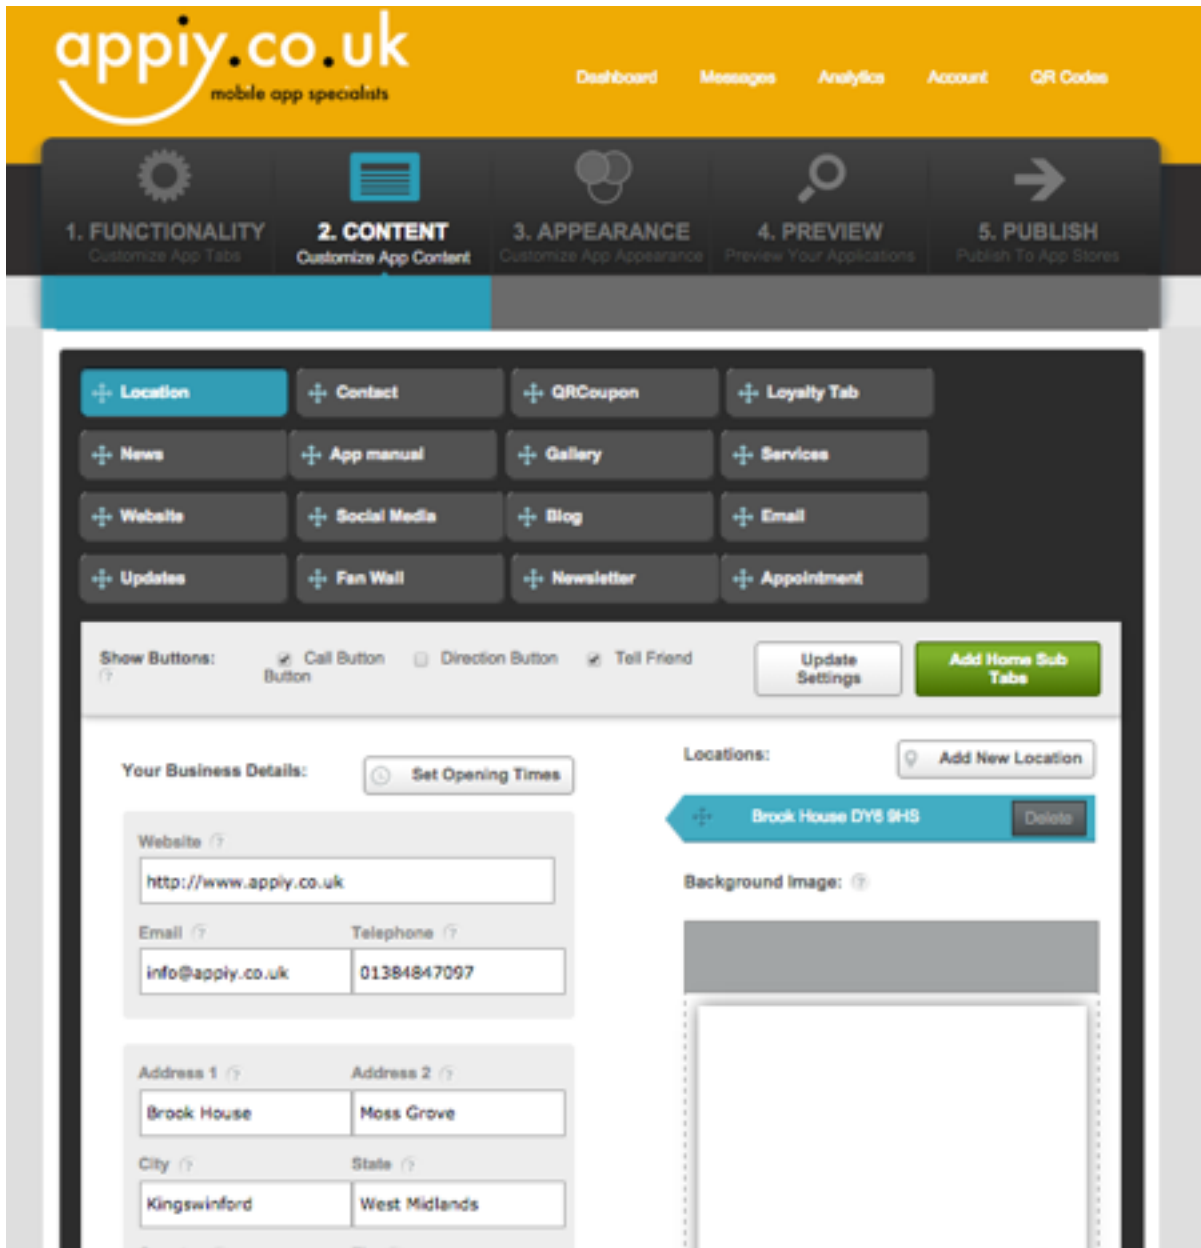 appiy.co.uk
mobile app specialists
Dashboard Messages Analytics Account QR Codes
1. FUNCTIONALITY 2. CONTENT 3. APPEARANCE 4. PREVIEW 5. PUBLISH
Customize App Tabs Customize App Content Customize App Appearance Preview Your Applications Publish To App Stores
Location Contact QRCoupon Loyalty Tab
News App manual Gallery Services
Website Social Media Blog Email
Updates Fan Wall Newsletter Appointment
Show Buttons: Call Button Direction Button Tell Friend
Button
Update
Settings
Add Home Sub
Tabs
Your Business Details: Set Opening Times
Website
http://www.appiy.co.uk
Email Telephone
info@appiy.co.uk 01384847097
Address 1 Address 2
Brook House Moss Grove
City State
Kingswinford West Midlands
Locations: Add New Location
Brook House DY6 9HS Delete
Background Image: